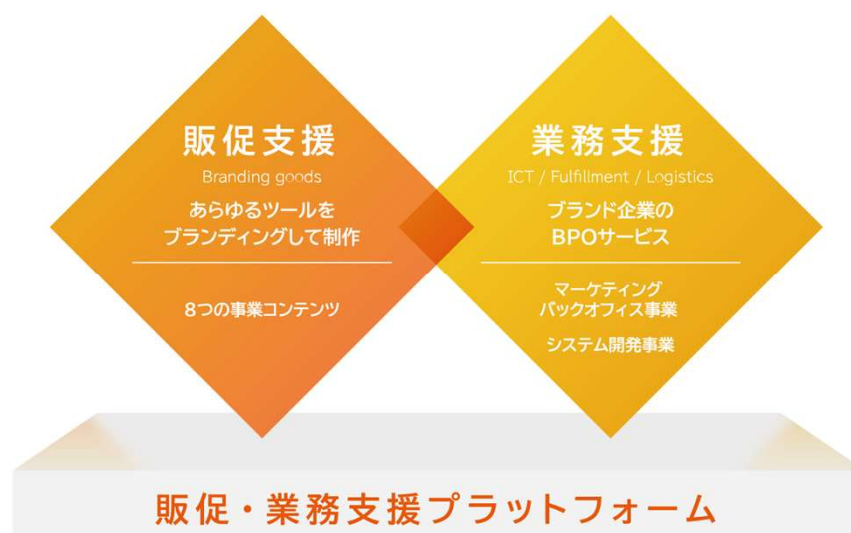 販促支援
Branding goods
あらゆるツールを
ブランディングして制作
8つの事業コンテンツ
業務支援
ICT / Fulfillment / Logistics
ブランド企業の
BPOサービス
マーケティング
バックオフィス事業
システム開発事業
販促・業務支援プラットフォーム